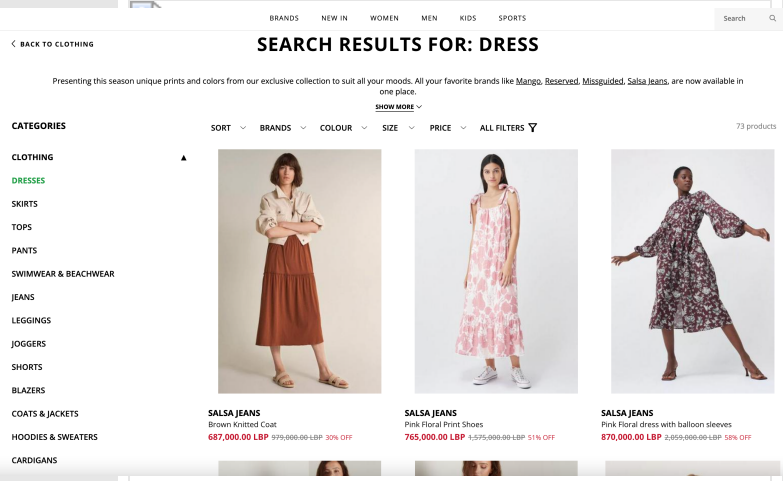 BRANDS NEW IN WOMEN MEN KIDS SPORTS Search
BACK TO CLOTHING
SEARCH RESULTS FOR: DRESS
Presenting this season unique prints and colors from our exclusive collection to suit all your moods. All your favorite brands like Mango, Reserved, Missguided, Salsa Jeans, are now available in
one place.
SHOW MORE
CATEGORIES
SORT BRANDS COLOUR SIZE PRICE ALL FILTERS 73 products
CLOTHING
DRESSES
SKIRTS
TOPS
PANTS
SWIMWEAR & BEACHWEAR
JEANS
LEGGINGS
JOGGERS
SHORTS
BLAZERS
COATS & JACKETS
HOODIES & SWEATERS
CARDIGANS
SALSA JEANS
Brown Knitted Coat
687,000.00 LBP 979,000.00 LBP 30% OFF
SALSA JEANS
Pink Floral Print Shoes
765,000.00 LBP 1,575,000.00 LBP 51% OFF
SALSA JEANS
Pink Floral dress with balloon sleeves
870,000.00 LBP 2,059,000.00 LBP 58% OFF